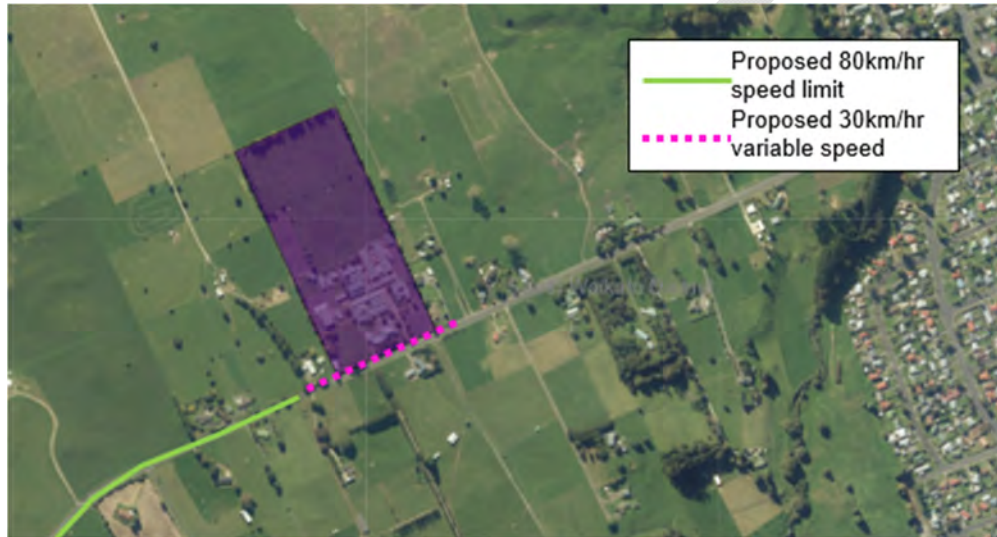 Proposed 80km/hr
speed limit
Proposed 30km/hr
variable speed